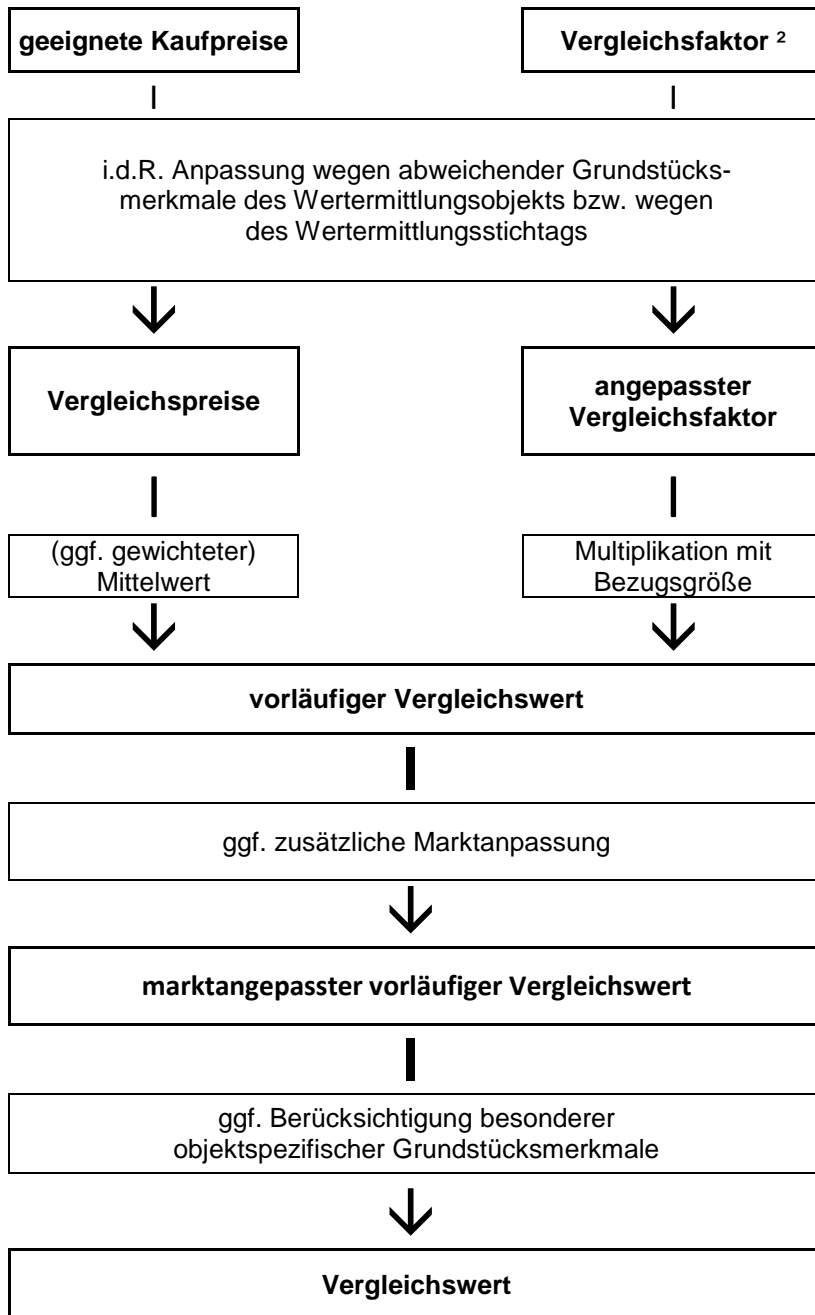 geeignete Kaufpreise
Vergleichsfaktor ²
i.d.R. Anpassung wegen abweichender Grundstücks-
merkmale des Wertermittlungsobjekts bzw. wegen
des Wertermittlungsstichtags
Vergleichspreise
angepasster
Vergleichsfaktor
(ggf. gewichteter)
Mittelwert
Multiplikation mit
Bezugsgröße
vorläufiger Vergleichswert
ggf. zusätzliche Marktanpassung
marktangepasster vorläufiger Vergleichswert
ggf. Berücksichtigung besonderer
objektspezifischer Grundstücksmerkmale
Vergleichswert